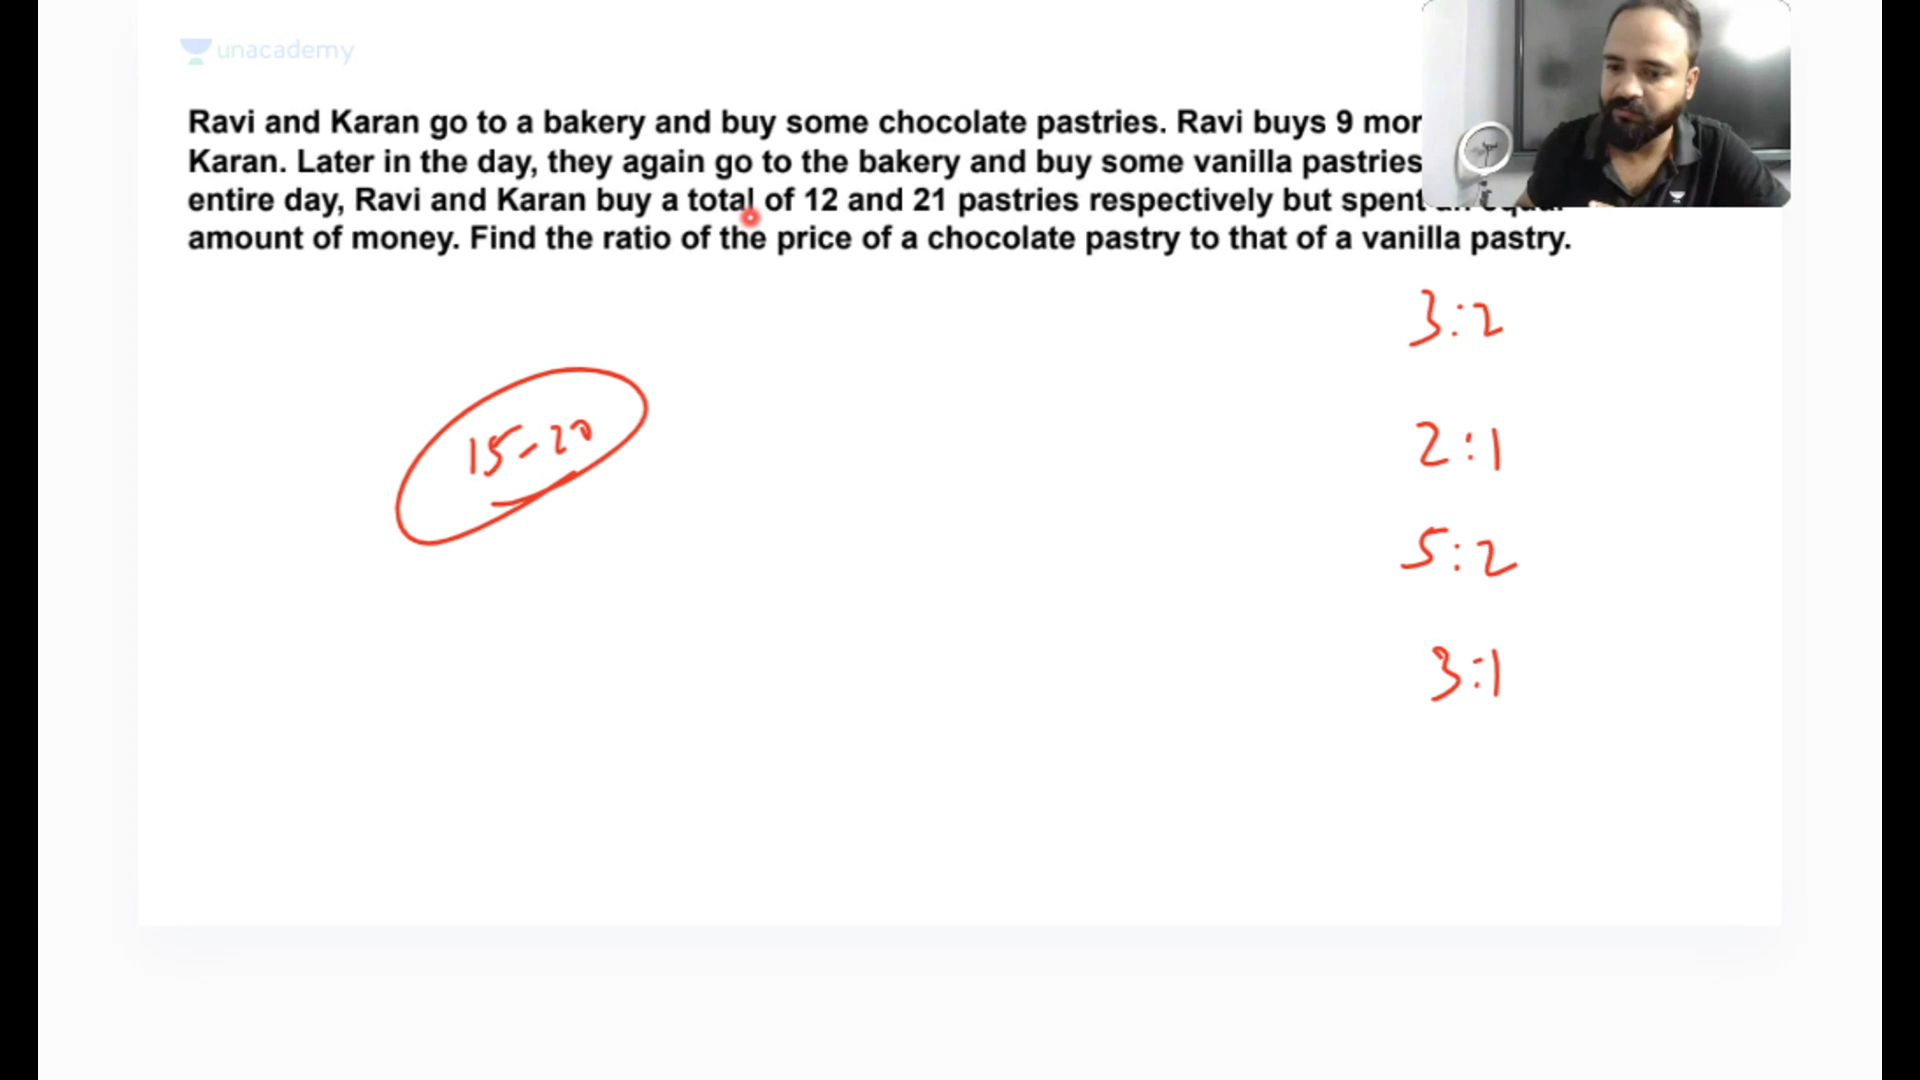 unacademy
Ravi and Karan go to a bakery and buy some chocolate pastries. Ravi buys 9
Karan. Later in the day, they again go to the bakery and buy some vanilla pastries
entire day, Ravi and Karan buy a total of 12 and 21 pastries respectively but spent
amount of money. Find the ratio of the price of a chocolate pastry to that of a vanilla pastry.
3:2
15-20
2:1
5:2
3:1